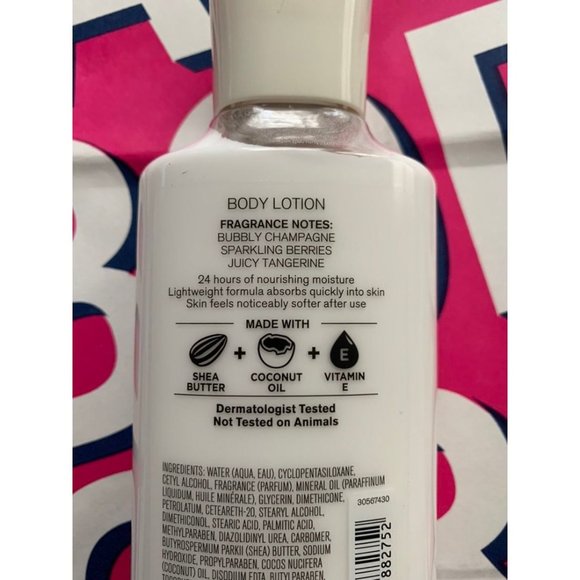 BODY LOTION
FRAGRANCE NOTES:
BUBBLY CHAMPAGNE
SPARKLING BERRIES
JUICY TANGERINE
24 hours of nourishing moisture
Lightweight formula absorbs quickly into skin
Skin feels noticeably softer after use
MADE WITH
+ + E
SHEA COCONUT VITAMIN
BUTTER OIL E
Dermatologist Tested
Not Tested on Animals
INGREDIENTS: WATER (AQUA, EAU), CYCLOPENTASILOXANE,
CETYL ALCOHOL, FRAGRANCE (PARFUM), MINERAL OIL (PARAFFINUM
LIQUIDUM, HUILE MINÉRALE), GLYCERIN, DIMETHICONE,
PETROLATUM, CETEARETH-20, STEARYL ALCOHOL,
DIMETHICONOL, STEARIC ACID, PALMITIC ACID,
METHYLPARABEN, DIAZOLIDINYL UREA, CARBOMER,
BUTYROSPERMUM PARKII (SHEA) BUTTER, SODIUM
HYDROXIDE, PROPYLPARABEN, COCOS NUCIFERA
(COCONUT) OIL, DISODIUM EDTA, BUTYL
30567430
882752